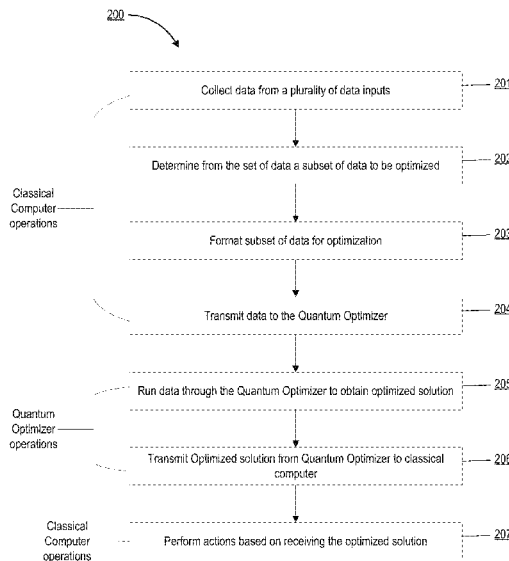 200
Collect data from a plurality of data inputs
201
Determine from the set of data a subset of data to be optimized
202
Classical
Computer
operations
Format subset of data for optimization
203
Transmit data to the Quantum Optimizer
204
Run data through the Quantum Optimizer to obtain optimized solution
205
Quantum
Optimizer
operations
Transmit Optimized solution from Quantum Optimizer to classical
computer
206
Classical
Computer
operations
Perform actions based on receiving the optimized solution
207